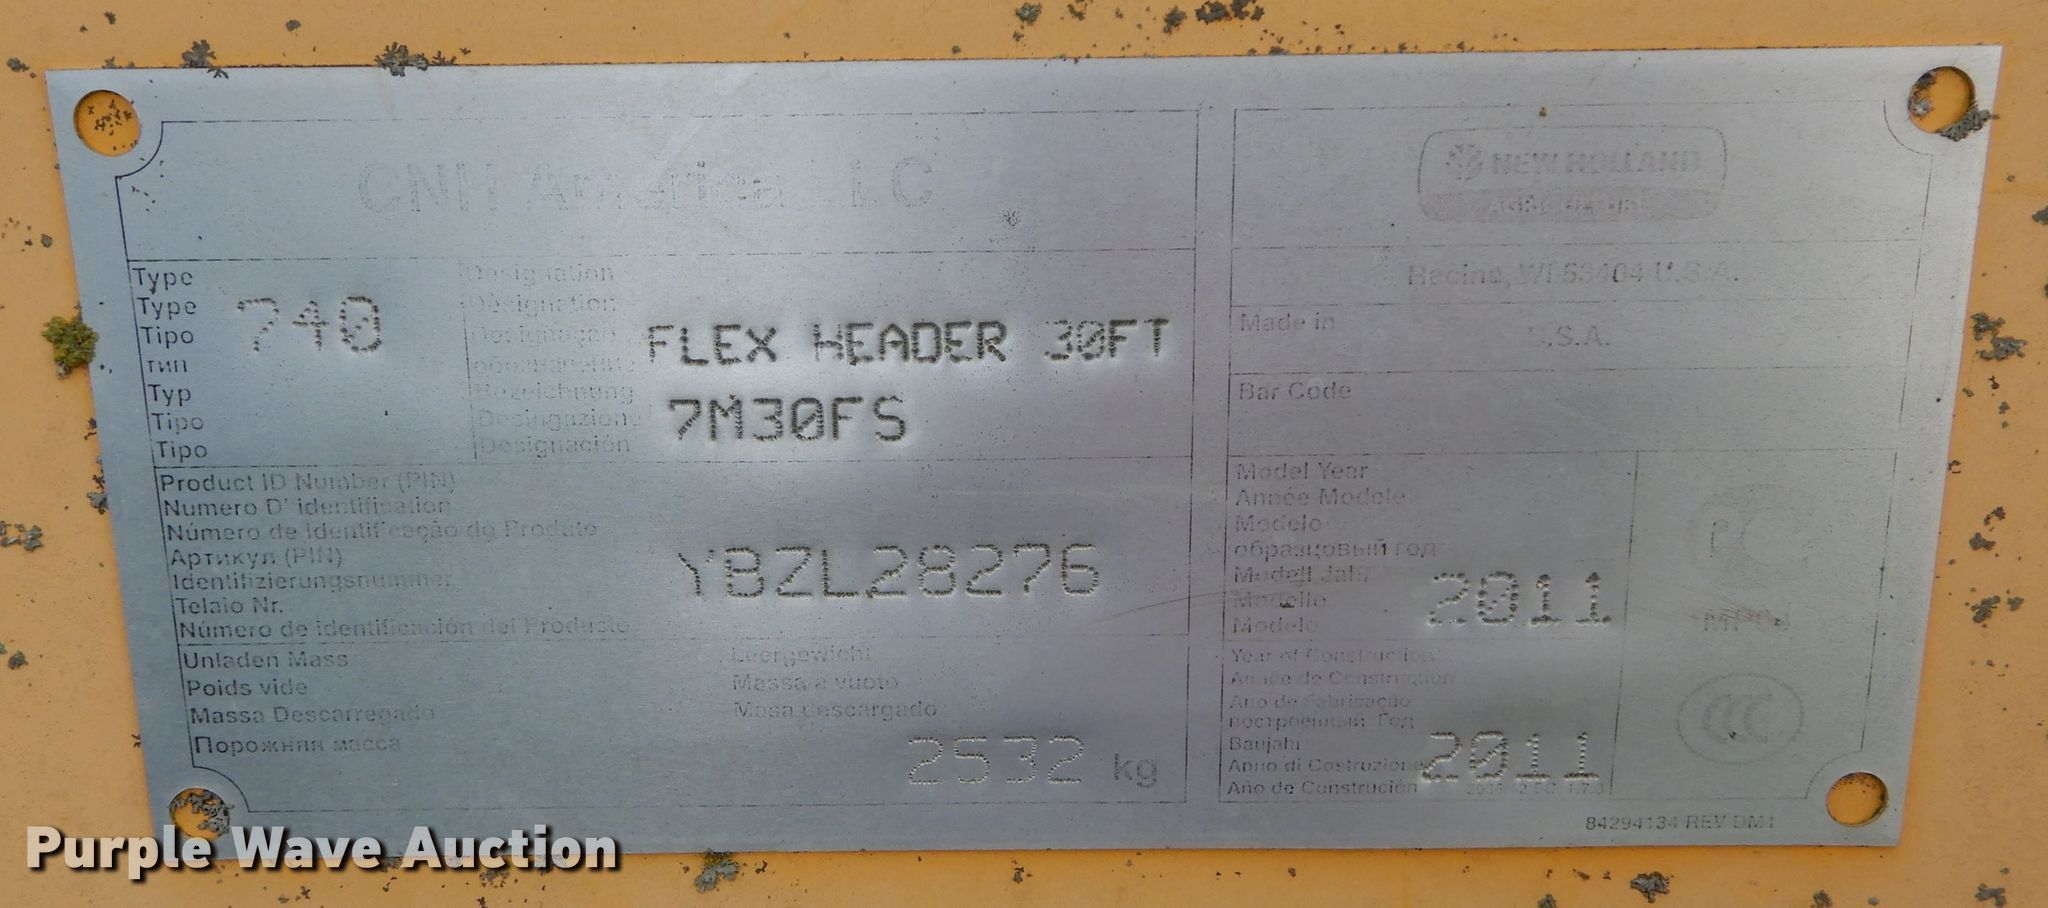 CNH America LLC
NEW HOLLAND
Racine, WI 53404 U.S.A.
Type
Type
Tipo
тип
Typ
Tipo
Tipo
740
Designation
Désignation
Designação
обозначение
Bezeichnung
Designazione
Designación
FLEX HEADER 30FT
7M30FS
Made in
U.S.A.
Bar Code
Product ID Number (PIN)
Numero D' identification
Número de Identificação do Produto
Артикул (PIN)
Identifizierungsnummer
Telaio Nr.
Número de identificación del Producto
YBZL28276
Model Year
Année Modele
Modelo
образцовый год
Modell Jahr
Modello
Modelo
2011
Unladen Mass
Poids vide
Massa Descarregado
Порожняя масса
Leergewicht
Massa a vuoto
Masa descargado
2532 kg
Year of Construction
Année de Construction
Ano de Fabricação
построенный Год
Baujahr
Anno di Costruzione
Año de Construción
2011
CCC
84294134 REV
Purple Wave Auction